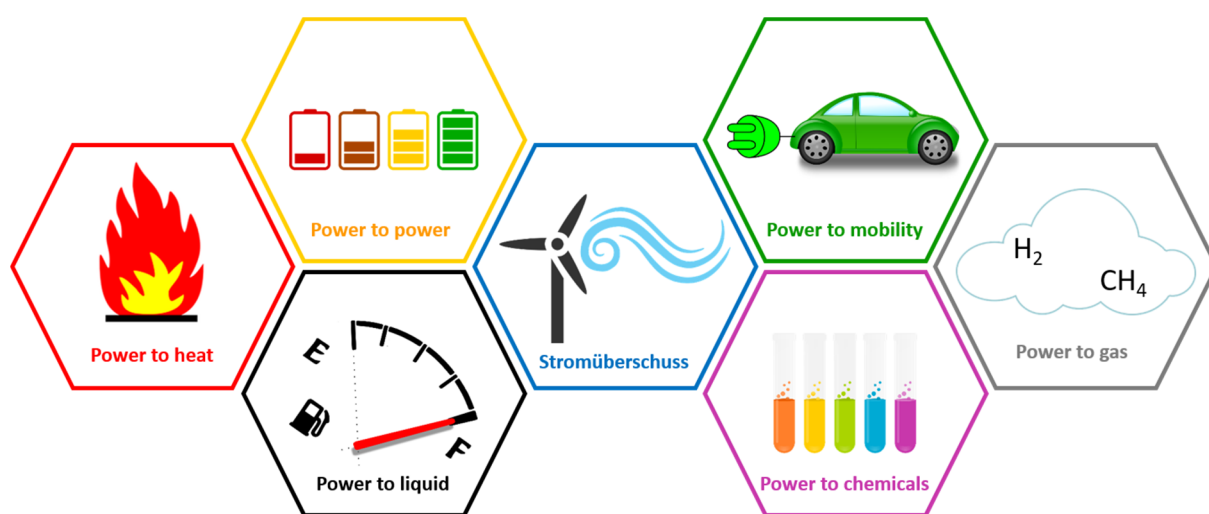 Power to heat
Power to power
E
F
Power to liquid
Stromüberschuss
Power to mobility
Power to chemicals
H₂
CH₄
Power to gas